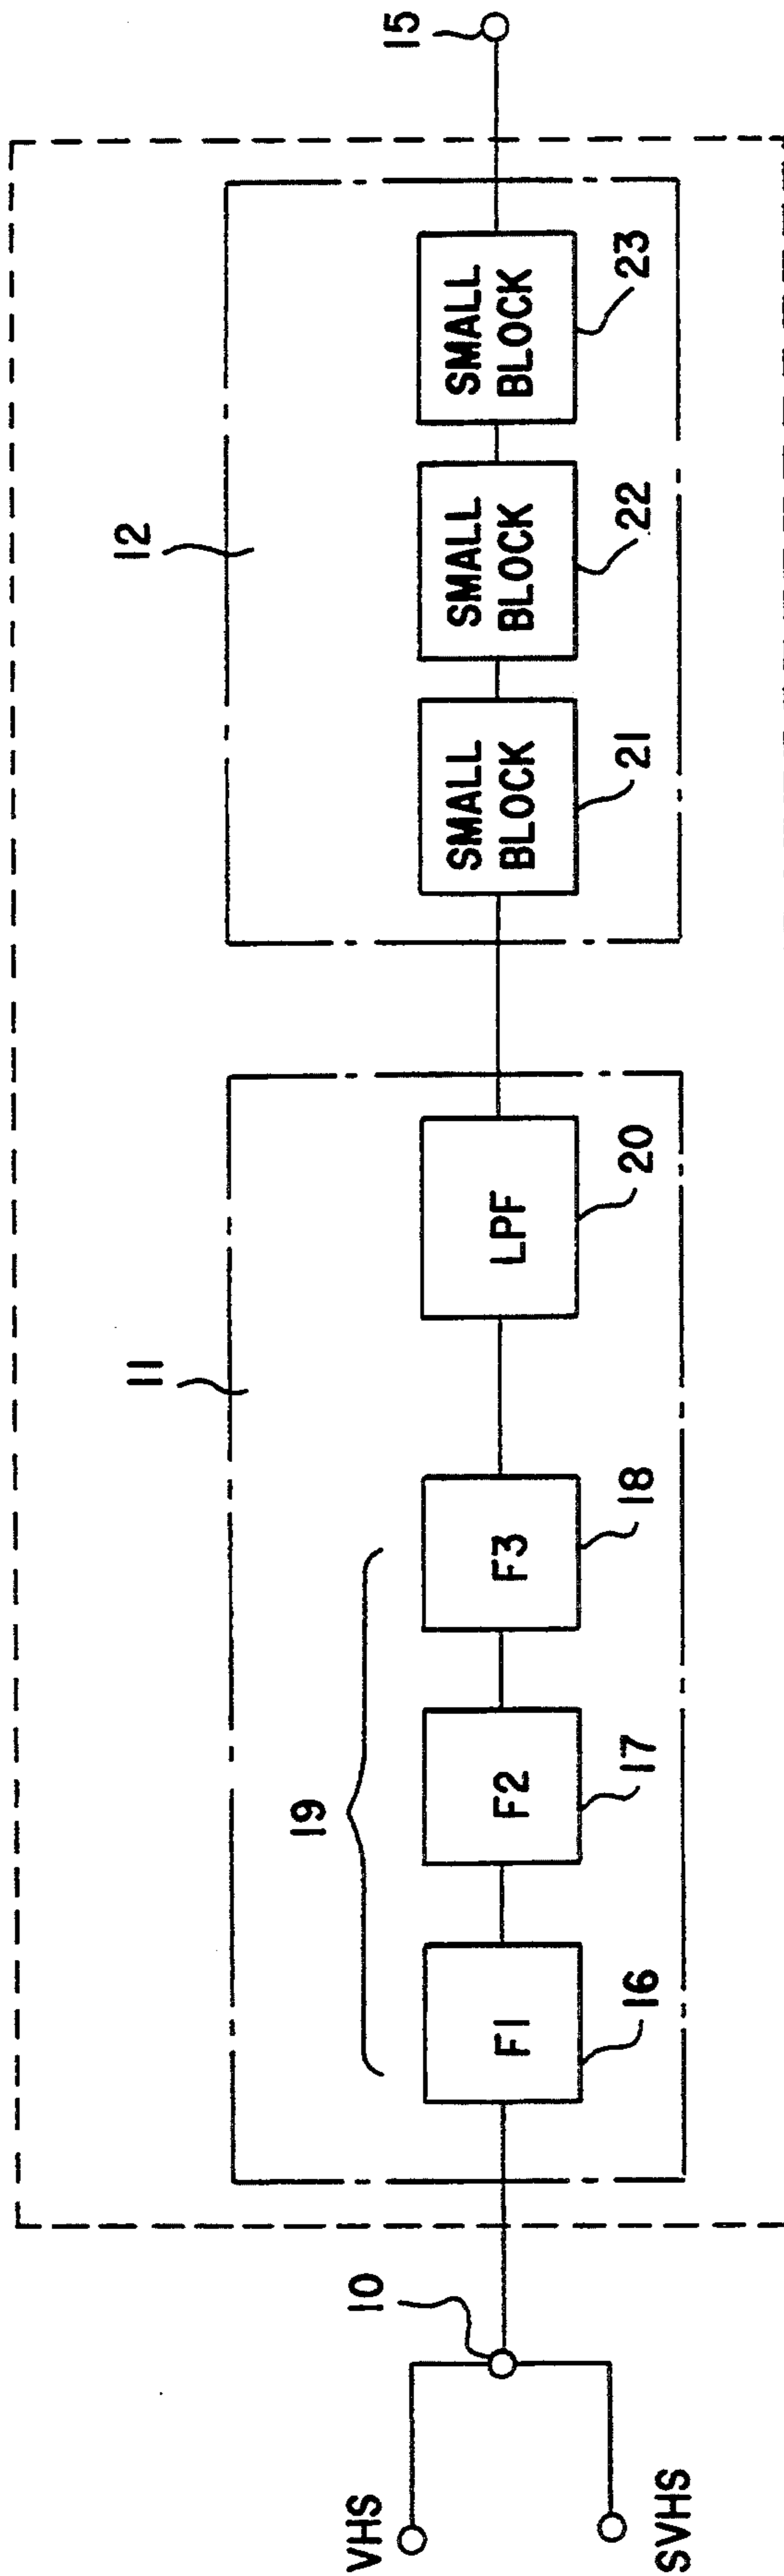 VHS
SVHS
10
11
19
F1
16
F2
17
F3
18
LPF
20
12
SMALL
BLOCK
21
SMALL
BLOCK
22
SMALL
BLOCK
23
15